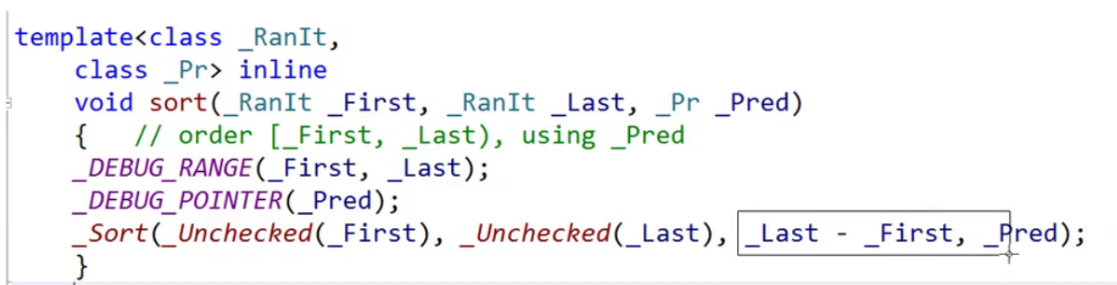 template<class _RanIt,
class _Pr> inline
void sort(_RanIt _First, _RanIt _Last, _Pr _Pred)
{ // order [_First, _Last), using _Pred
_DEBUG_RANGE(_First, _Last);
_DEBUG_POINTER(_Pred);
_Sort(_Unchecked(_First), _Unchecked(_Last), _Last - _First, _Pred);
}